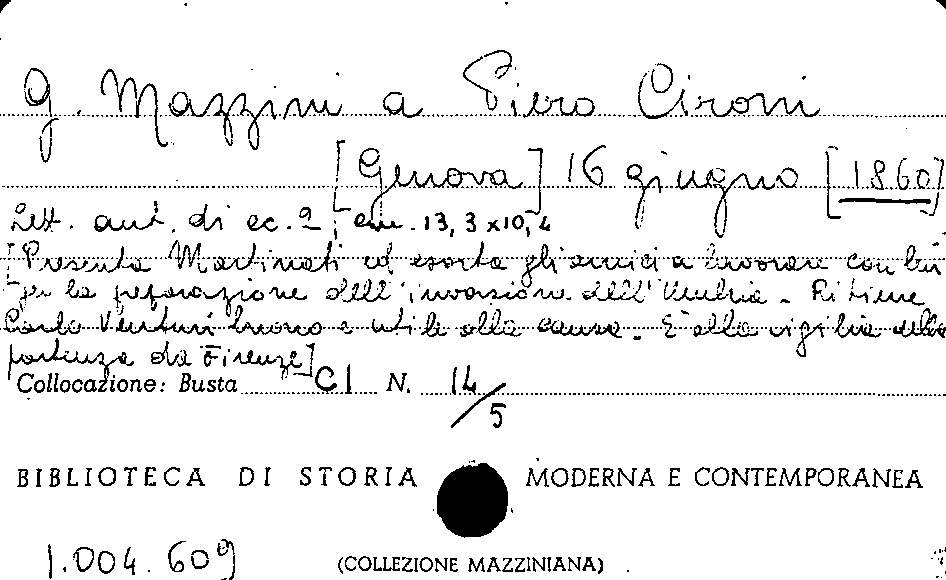 G. Mazzini a Piero Cironi
[Genova] 16 giugno [1860]
Lett. aut. di cc. 2, cm. 13,3 x 10,4
[Presenta Martinati ed esorta gli amici a lavorare con lui
per la preparazione dell'invasione dell'Umbria. Ritiene
Carlo Venturi buono e utile alla causa. È alla vigilia della
partenza da Firenze]
Collocazione: Busta CI N. 14/5
BIBLIOTECA DI STORIA MODERNA E CONTEMPORANEA
1.004.609 (COLLEZIONE MAZZINIANA)